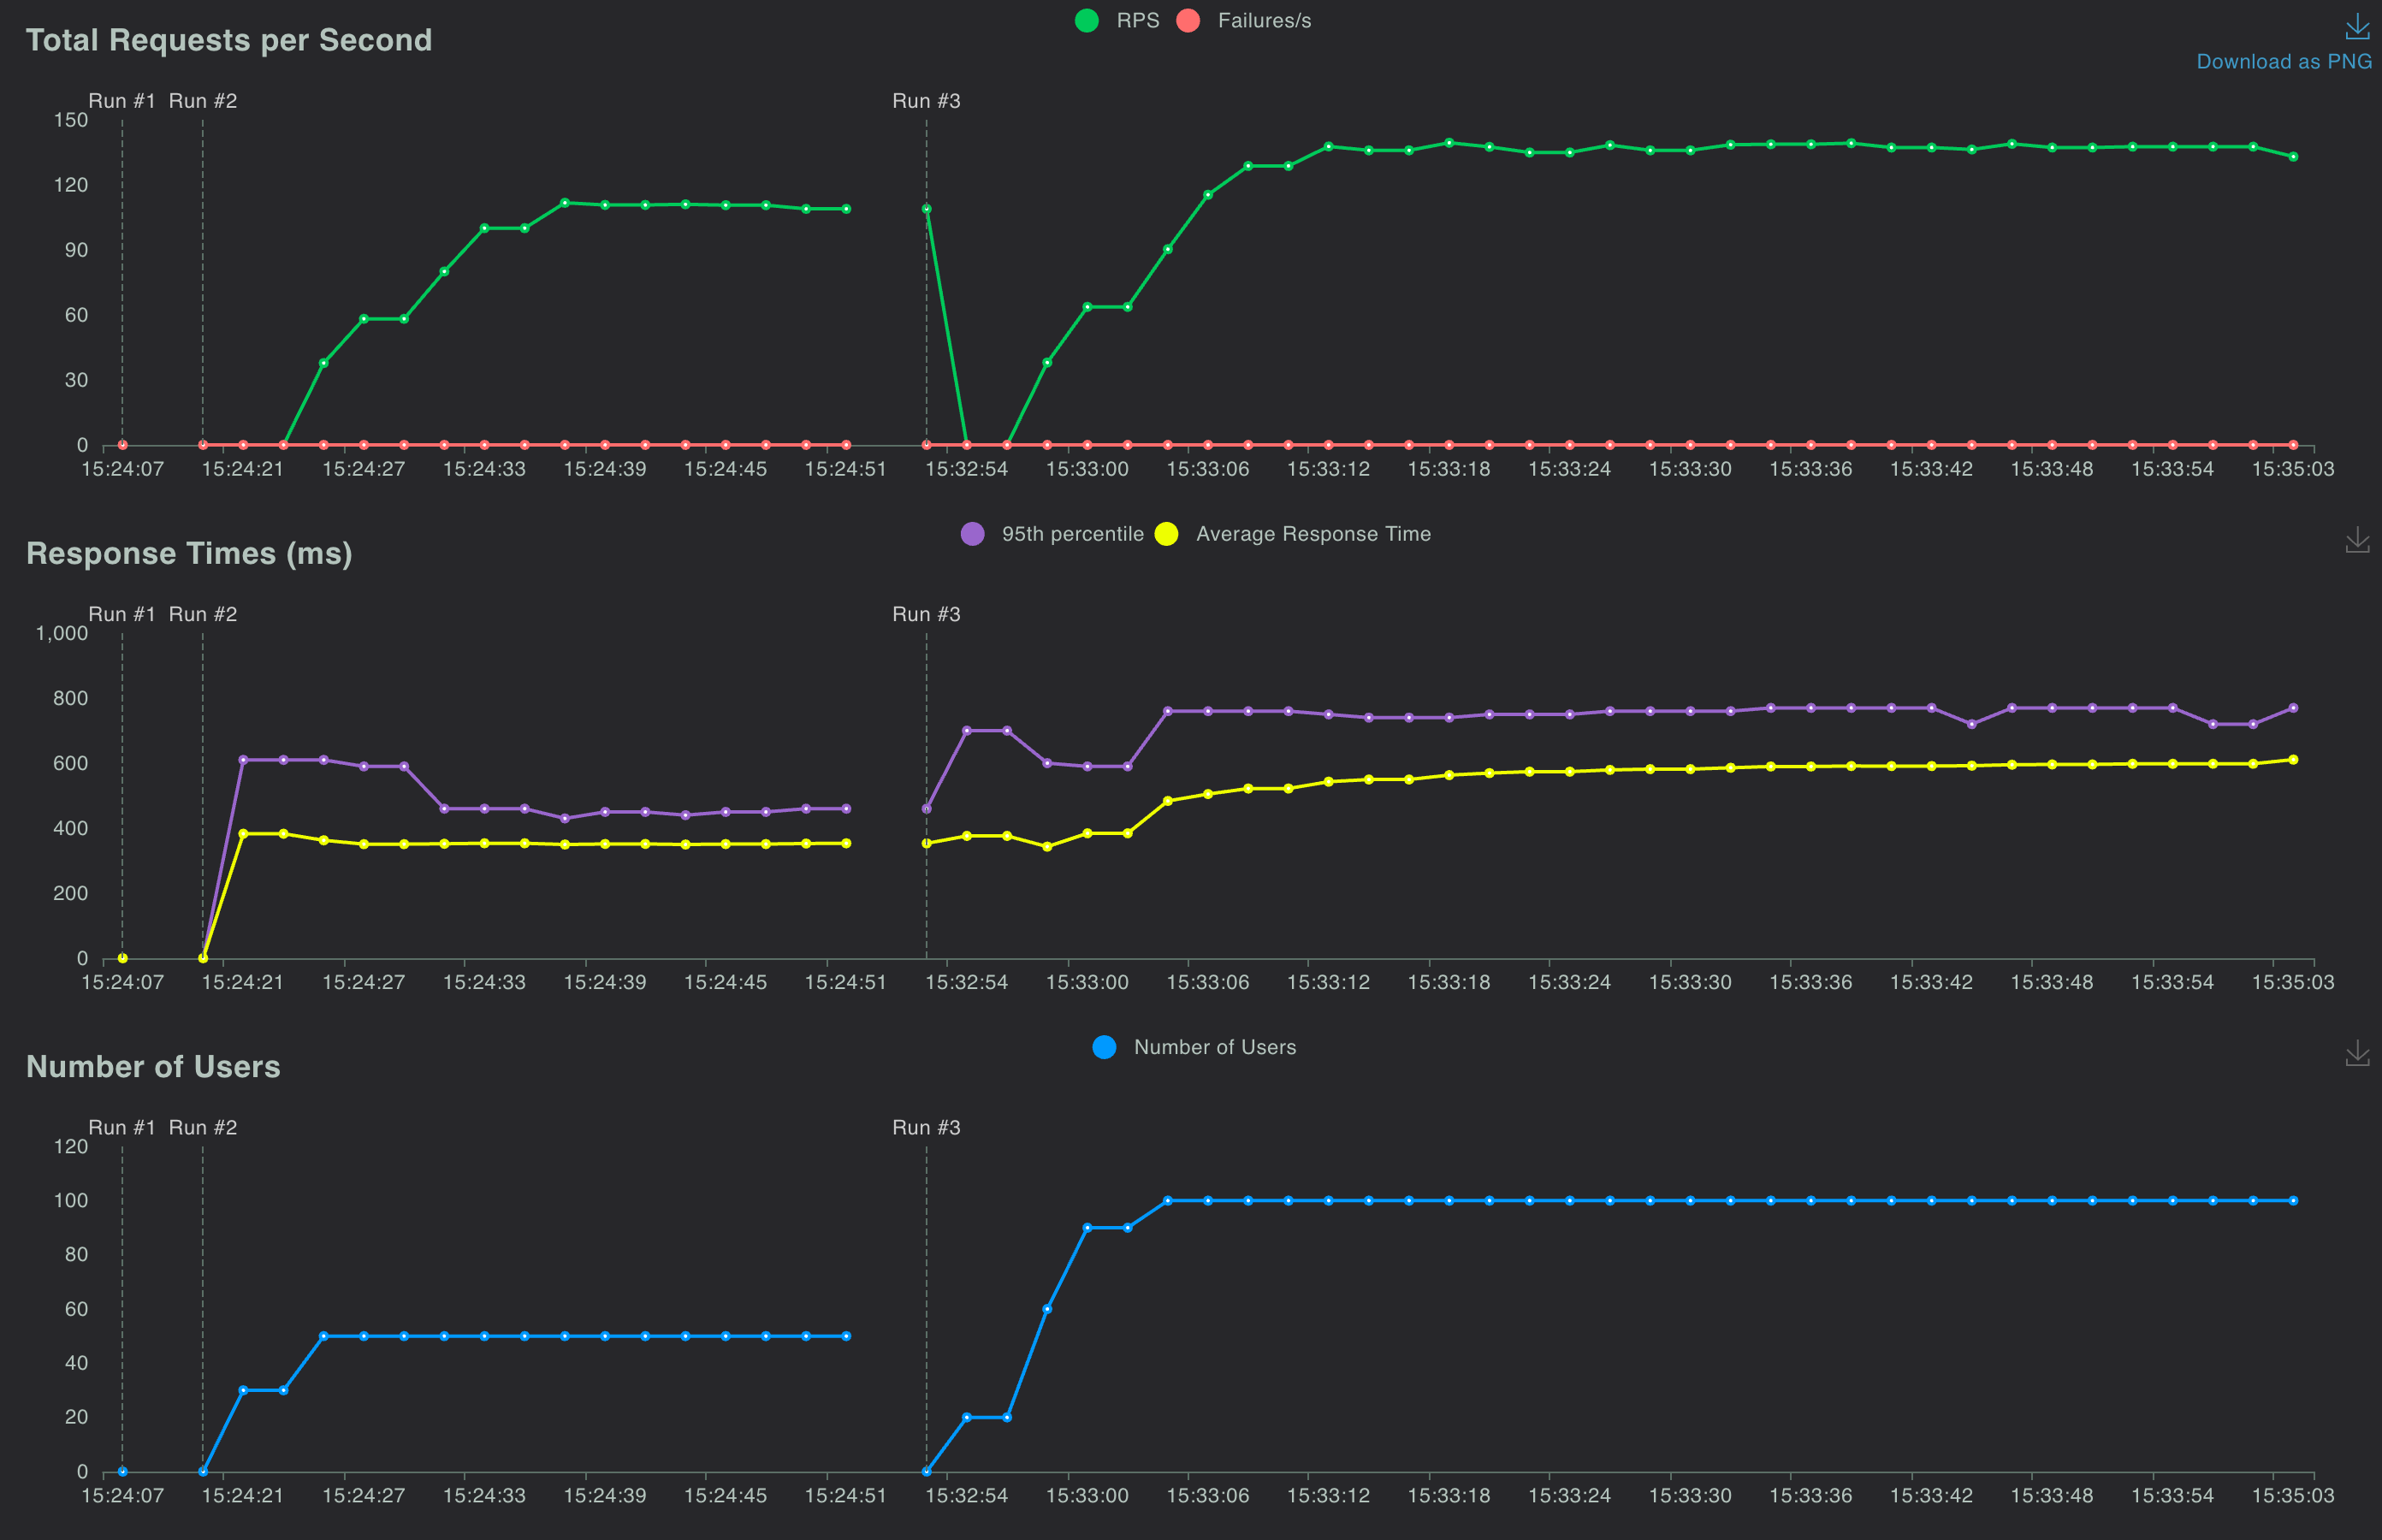 Total Requests per Second
RPS Failures/s
Download as PNG
Run #1 Run #2 Run #3
150
120
90
60
30
0
15:24:07 15:24:21 15:24:27 15:24:33 15:24:39 15:24:45 15:24:51 15:32:54 15:33:00 15:33:06 15:33:12 15:33:18 15:33:24 15:33:30 15:33:36 15:33:42 15:33:48 15:33:54 15:35:03
Response Times (ms)
95th percentile Average Response Time
Run #1 Run #2 Run #3
1,000
800
600
400
200
0
15:24:07 15:24:21 15:24:27 15:24:33 15:24:39 15:24:45 15:24:51 15:32:54 15:33:00 15:33:06 15:33:12 15:33:18 15:33:24 15:33:30 15:33:36 15:33:42 15:33:48 15:33:54 15:35:03
Number of Users
Number of Users
Run #1 Run #2 Run #3
120
100
80
60
40
20
0
15:24:07 15:24:21 15:24:27 15:24:33 15:24:39 15:24:45 15:24:51 15:32:54 15:33:00 15:33:06 15:33:12 15:33:18 15:33:24 15:33:30 15:33:36 15:33:42 15:33:48 15:33:54 15:35:03